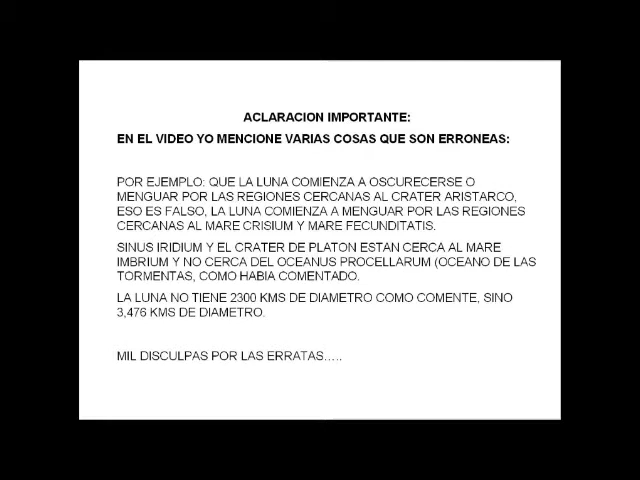 ACLARACION IMPORTANTE:
EN EL VIDEO YO MENCIONE VARIAS COSAS QUE SON ERRONEAS:
POR EJEMPLO: QUE LA LUNA COMIENZA A OSCURECERSE O
MENGUAR POR LAS REGIONES CERCANAS AL CRATER ARISTARCO,
ESO ES FALSO, LA LUNA COMIENZA A MENGUAR POR LAS REGIONES
CERCANAS AL MARE CRISIUM Y MARE FECUNDITATIS.
SINUS IRIDIUM Y EL CRATER DE PLATON ESTAN CERCA AL MARE
IMBRIUM Y NO CERCA DEL OCEANUS PROCELLARUM (OCEANO DE LAS
TORMENTAS, COMO HABIA COMENTADO.
LA LUNA NO TIENE 2300 KMS DE DIAMETRO COMO COMENTE, SINO
3,476 KMS DE DIAMETRO.
MIL DISCULPAS POR LAS ERRATAS.....